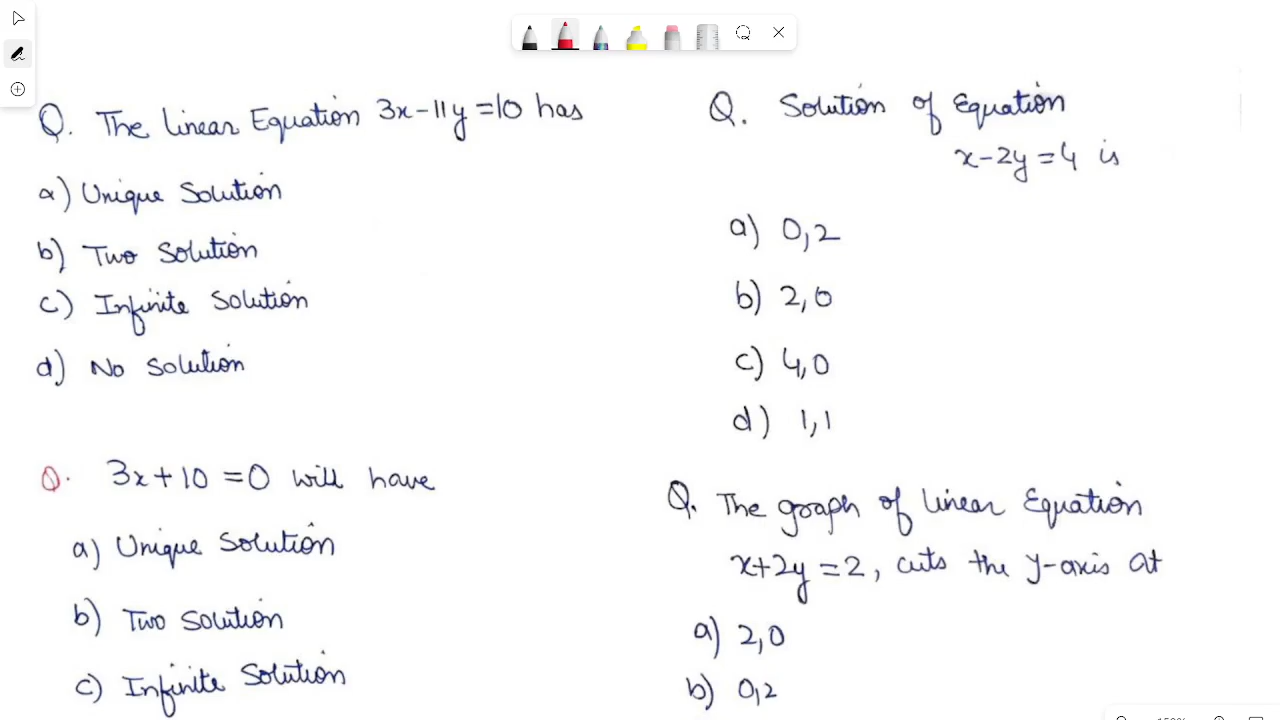 Q. The linear Equation 3x-11y=10 has
a) Unique Solution
b) Two Solution
c) Infinite Solution
d) No Solution
Q. 3x+10=0 will have
a) Unique Solution
b) Two Solution
c) Infinite Solution
Q. Solution of Equation
x-2y=4 is
a) 0,2
b) 2,0
c) 4,0
d) 1,1
Q. The graph of linear Equation
x+2y=2, cuts the y-axis at
a) 2,0
b) 0,2